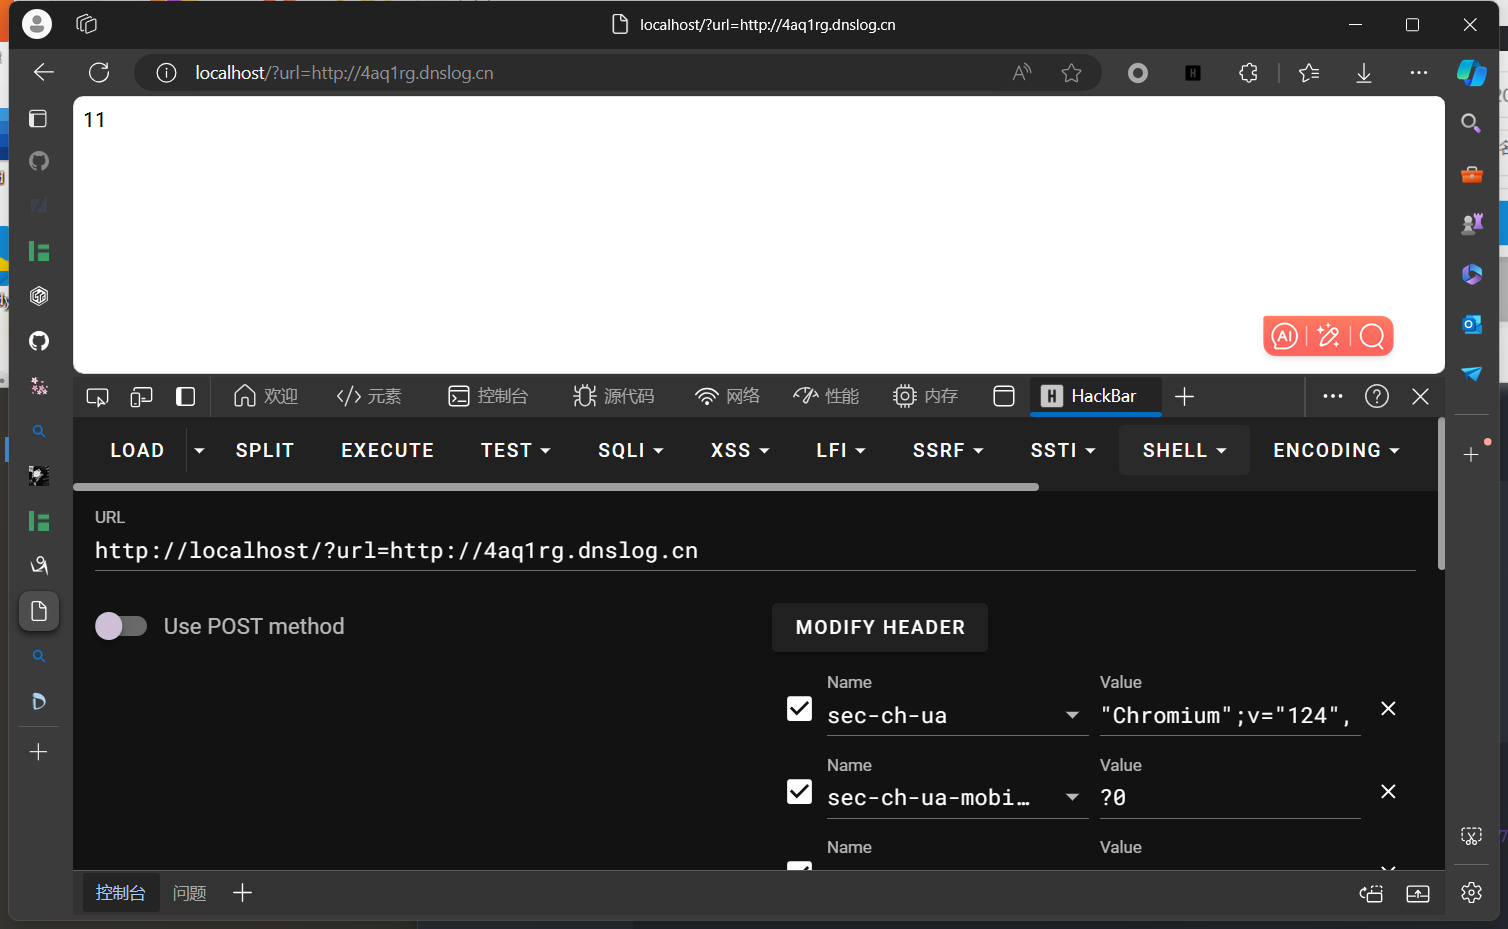 localhost/?url=http://4aq1rg.dnslog.cn
localhost/?url=http://4aq1rg.dnslog.cn
11
AI
欢迎 元素 控制台 源代码 网络 性能 内存 HackBar
LOAD SPLIT EXECUTE TEST SQLI XSS LFI SSRF SSTI SHELL ENCODING
URL
http://localhost/?url=http://4aq1rg.dnslog.cn
Use POST method
MODIFY HEADER
Name Value
sec-ch-ua "Chromium";v="124",
Name Value
sec-ch-ua-mobi… ?0
Name Value
控制台 问题